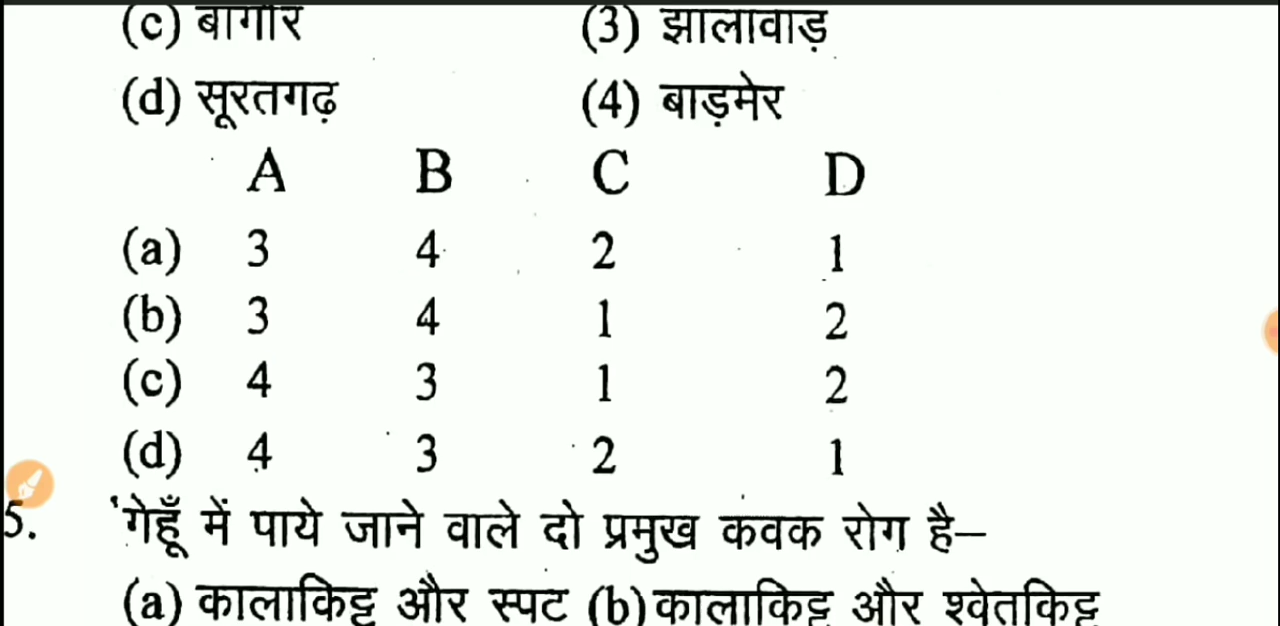 (c) बागोर (3) झालावाड़
(d) सूरतगढ़ (4) बाड़मेर
A B C D
(a) 3 4 2 1
(b) 3 4 1 2
(c) 4 3 1 2
(d) 4 3 2 1
5. 'गेहूँ में पाये जाने वाले दो प्रमुख कवक रोग है–
(a) कालाकिट्ट और स्पट (b) कालाकिट्ट और श्वेतकिट्ट